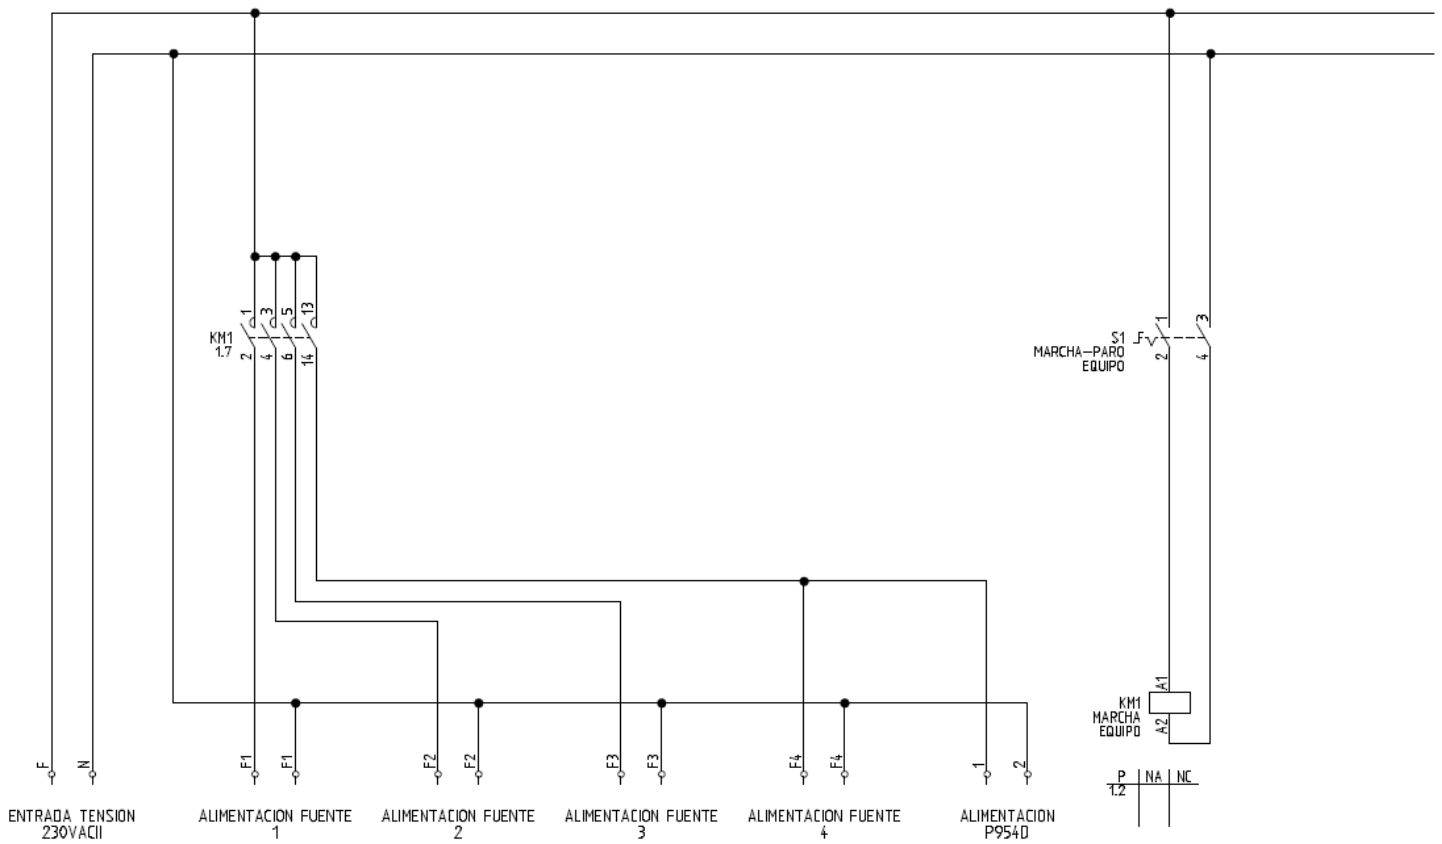 1
3
5
13
KM1
1.7
2
4
6
14
1
3
S1
MARCHA-PARO
EQUIPO
2
4
A1
KM1
MARCHA
EQUIPO
A2
F
N
F1
F1
F2
F2
F3
F3
F4
F4
1
2
P NA NC
1.2
ENTRADA TENSION
230VACII
ALIMENTACION FUENTE
1
ALIMENTACION FUENTE
2
ALIMENTACION FUENTE
3
ALIMENTACION FUENTE
4
ALIMENTACION
P954D